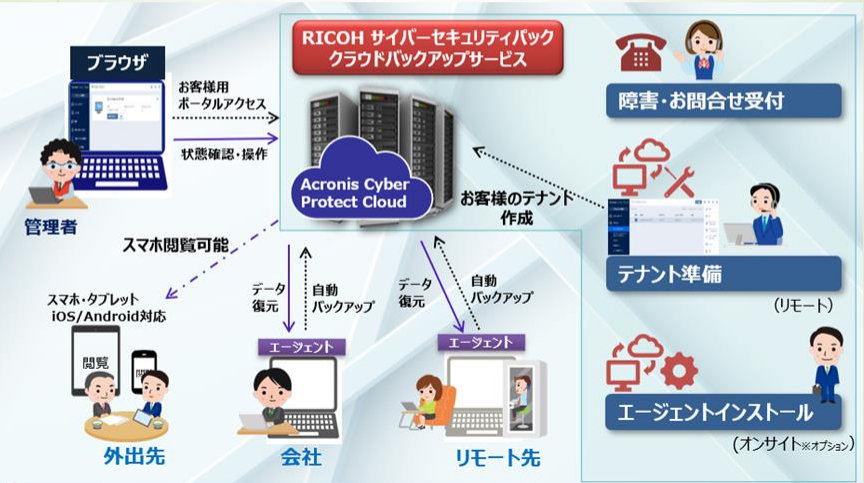 RICOH サイバーセキュリティパック
クラウドバックアップサービス
ブラウザ
お客様用
ポータルアクセス
状態確認・操作
管理者
Acronis Cyber
Protect Cloud
お客様のテナント
作成
障害・お問合せ受付
テナント準備
(リモート)
エージェントインストール
(オンサイト※オプション)
スマホ閲覧可能
スマホ・タブレット
iOS/Android対応
閲覧
外出先
データ
復元
自動
バックアップ
エージェント
会社
データ
復元
自動
バックアップ
エージェント
リモート先